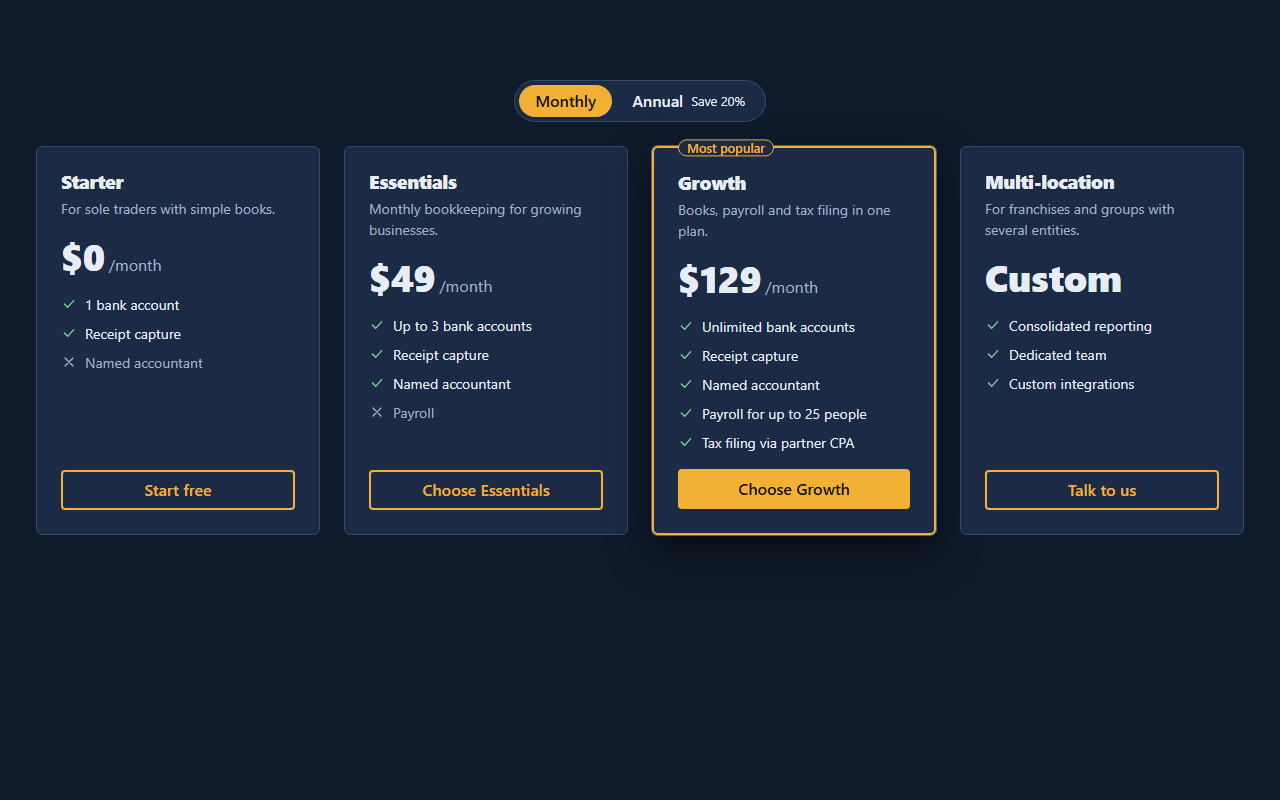 Monthly
Annual Save 20%
Starter
For sole traders with simple books.
$0 /month
1 bank account
Receipt capture
Named accountant
Start free
Essentials
Monthly bookkeeping for growing
businesses.
$49 /month
Up to 3 bank accounts
Receipt capture
Named accountant
Payroll
Choose Essentials
Most popular
Growth
Books, payroll and tax filing in one
plan.
$129 /month
Unlimited bank accounts
Receipt capture
Named accountant
Payroll for up to 25 people
Tax filing via partner CPA
Choose Growth
Multi-location
For franchises and groups with
several entities.
Custom
Consolidated reporting
Dedicated team
Custom integrations
Talk to us